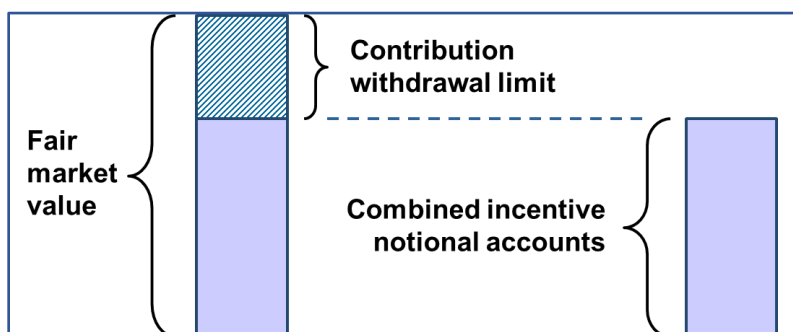 Contribution
withdrawal limit
Fair
market
value
Combined incentive
notional accounts